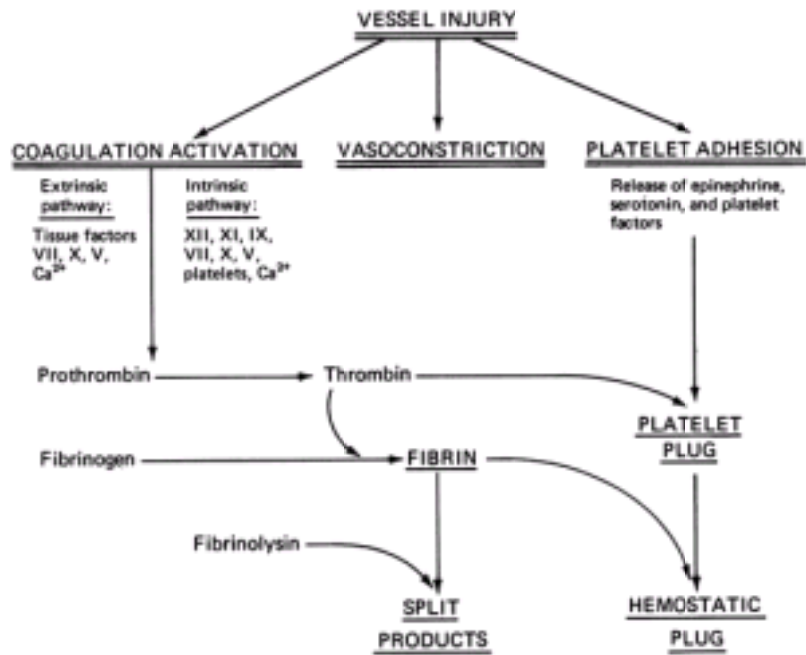 VESSEL INJURY
COAGULATION ACTIVATION
VASOCONSTRICTION
PLATELET ADHESION
Extrinsic
pathway:
Tissue factors
VII, X, V,
Ca²⁺
Intrinsic
pathway:
XII, XI, IX,
VII, X, V,
platelets, Ca²⁺
Release of epinephrine,
serotonin, and platelet
factors
Prothrombin
Thrombin
PLATELET
PLUG
Fibrinogen
FIBRIN
Fibrinolysin
SPLIT
PRODUCTS
HEMOSTATIC
PLUG